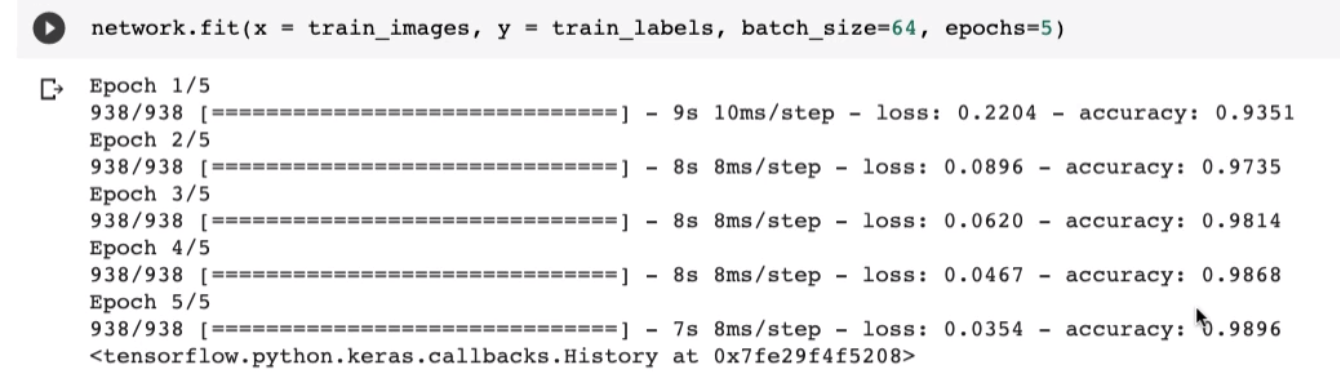 network.fit(x = train_images, y = train_labels, batch_size=64, epochs=5)
Epoch 1/5
938/938 [==============================] - 9s 10ms/step - loss: 0.2204 - accuracy: 0.9351
Epoch 2/5
938/938 [==============================] - 8s 8ms/step - loss: 0.0896 - accuracy: 0.9735
Epoch 3/5
938/938 [==============================] - 8s 8ms/step - loss: 0.0620 - accuracy: 0.9814
Epoch 4/5
938/938 [==============================] - 8s 8ms/step - loss: 0.0467 - accuracy: 0.9868
Epoch 5/5
938/938 [==============================] - 7s 8ms/step - loss: 0.0354 - accuracy: 0.9896
<tensorflow.python.keras.callbacks.History at 0x7fe29f4f5208>